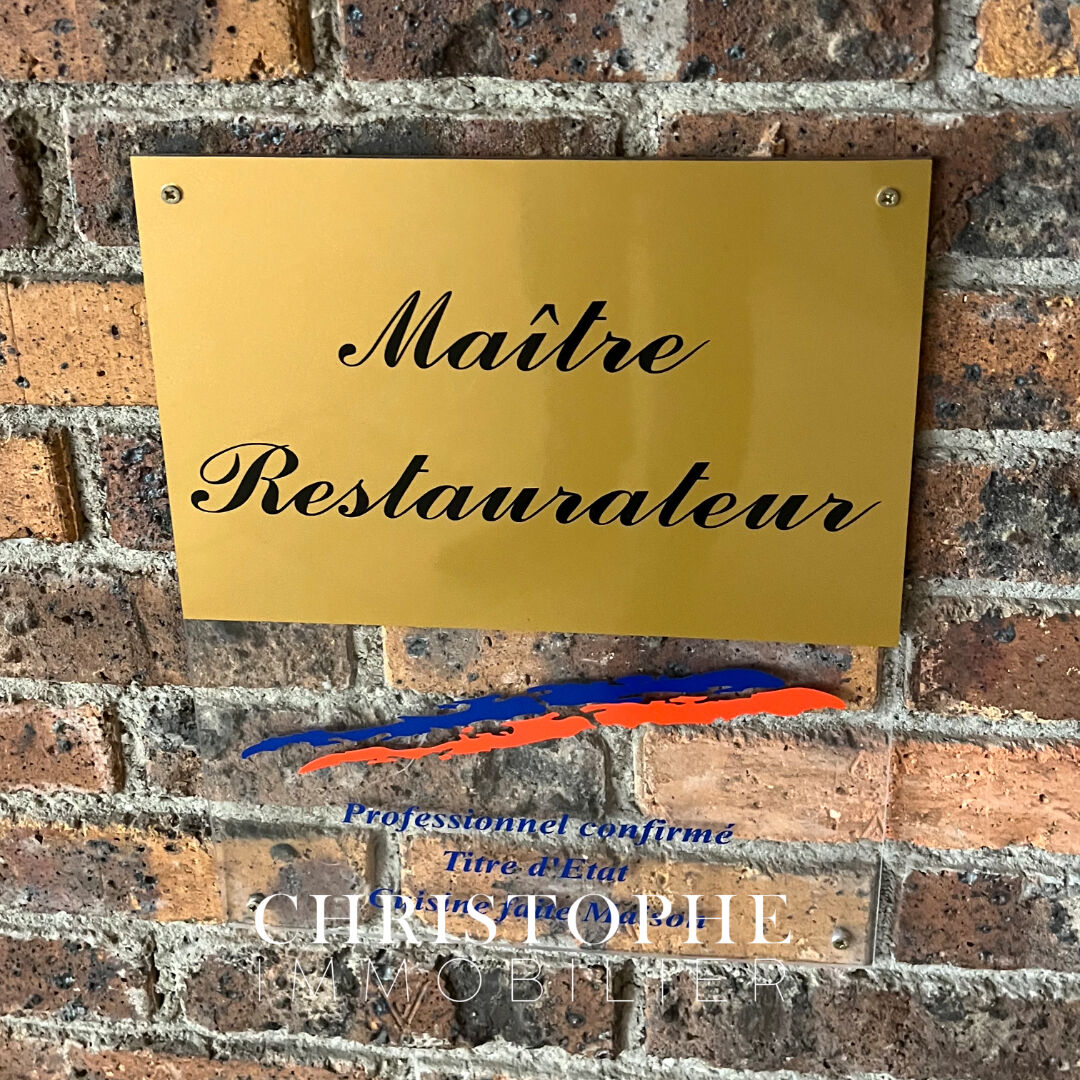 Maître
Restaurateur
Professionnel confirmé
Titre d'Etat
Cuisine faite Maison
CHRISTOPHE
IMMOBILIER